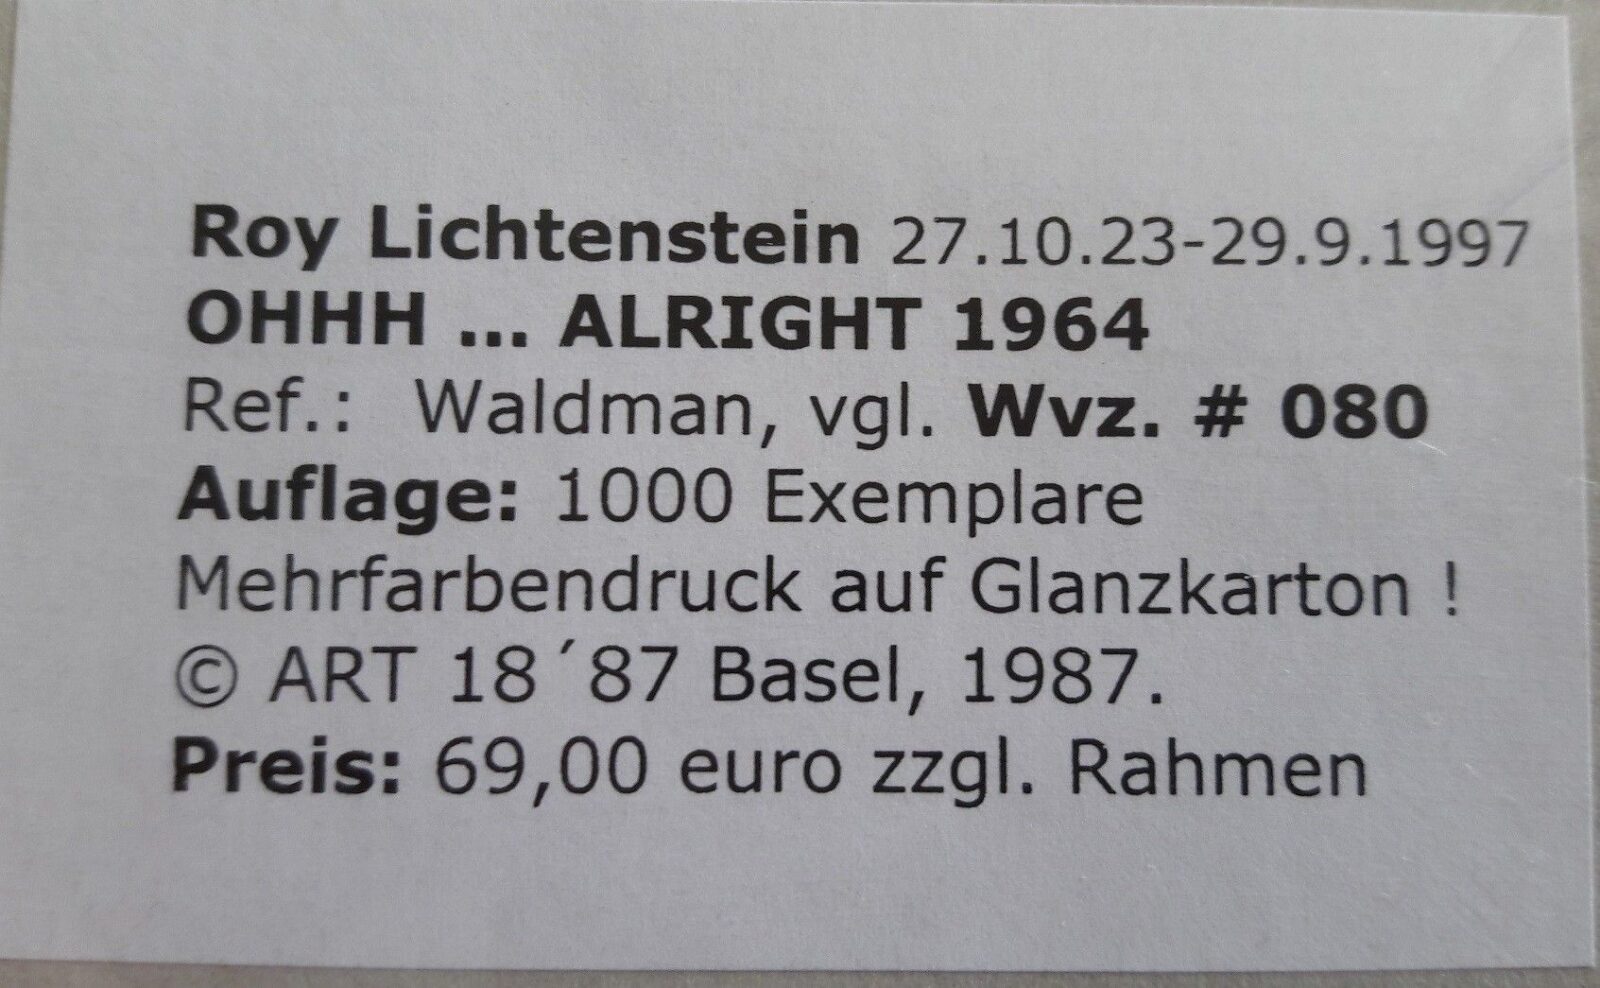 Roy Lichtenstein 27.10.23-29.9.1997
OHHH ... ALRIGHT 1964
Ref.: Waldman, vgl. Wvz. # 080
Auflage: 1000 Exemplare
Mehrfarbendruck auf Glanzkarton !
© ART 18´87 Basel, 1987.
Preis: 69,00 euro zzgl. Rahmen